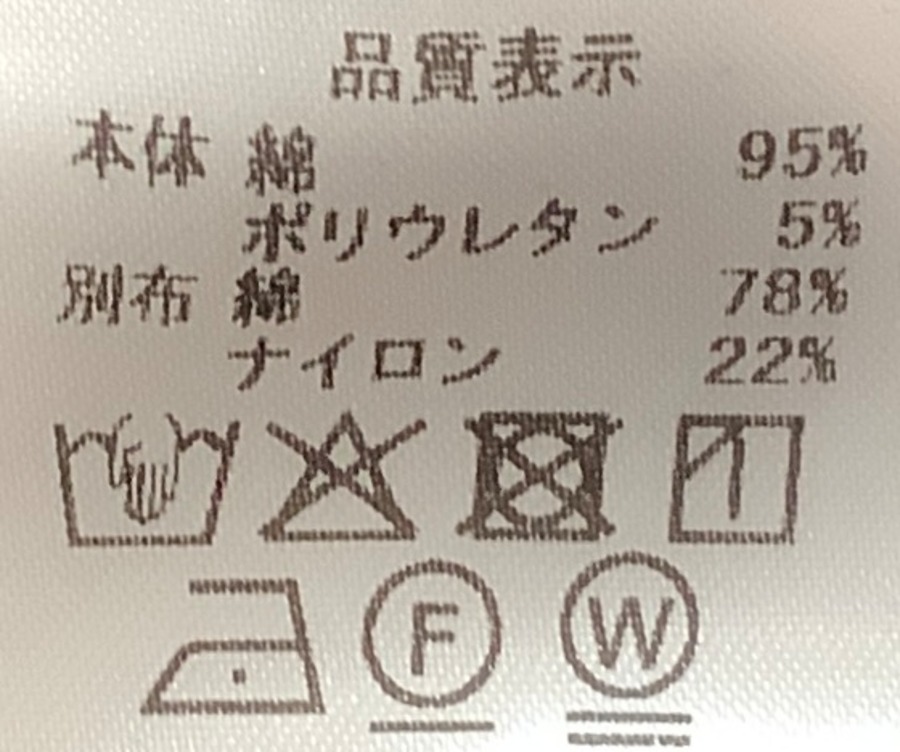 品質表示
本体 綿 95%
ポリウレタン 5%
別布 綿 78%
ナイロン 22%
F W